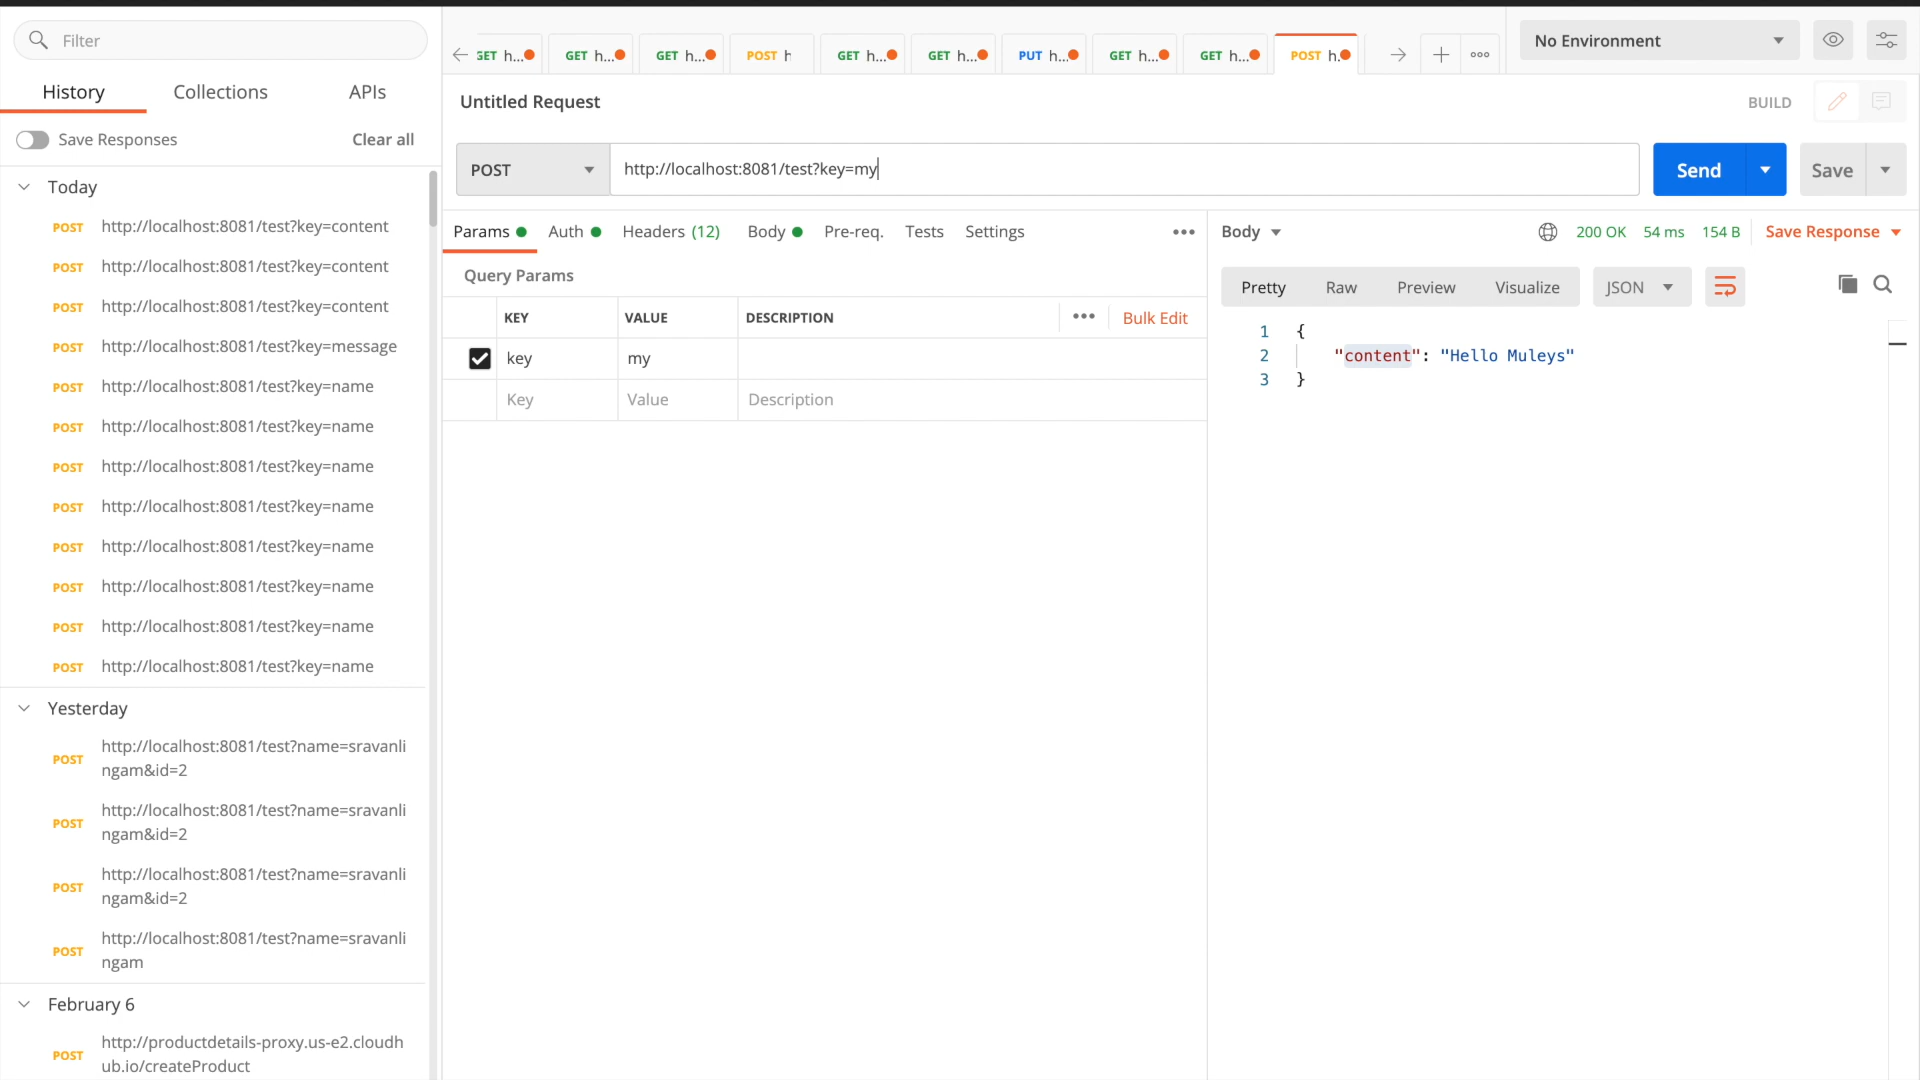 Filter
History Collections APIs
Save Responses Clear all
Today
POST http://localhost:8081/test?key=content
POST http://localhost:8081/test?key=content
POST http://localhost:8081/test?key=content
POST http://localhost:8081/test?key=message
POST http://localhost:8081/test?key=name
POST http://localhost:8081/test?key=name
POST http://localhost:8081/test?key=name
POST http://localhost:8081/test?key=name
POST http://localhost:8081/test?key=name
POST http://localhost:8081/test?key=name
POST http://localhost:8081/test?key=name
POST http://localhost:8081/test?key=name
Yesterday
POST http://localhost:8081/test?name=sravanli
ngam&id=2
POST http://localhost:8081/test?name=sravanli
ngam&id=2
POST http://localhost:8081/test?name=sravanli
ngam&id=2
POST http://localhost:8081/test?name=sravanli
ngam
February 6
POST http://productdetails-proxy.us-e2.cloudh
ub.io/createProduct
GET h... GET h... GET h... POST h GET h... GET h... PUT h... GET h... GET h... POST h.
No Environment
Untitled Request BUILD
POST http://localhost:8081/test?key=my Send Save
Params Auth Headers (12) Body Pre-req. Tests Settings
Query Params
KEY VALUE DESCRIPTION Bulk Edit
key my
Key Value Description
Body 200 OK 54 ms 154 B Save Response
Pretty Raw Preview Visualize JSON
1 {
2 "content": "Hello Muleys"
3 }